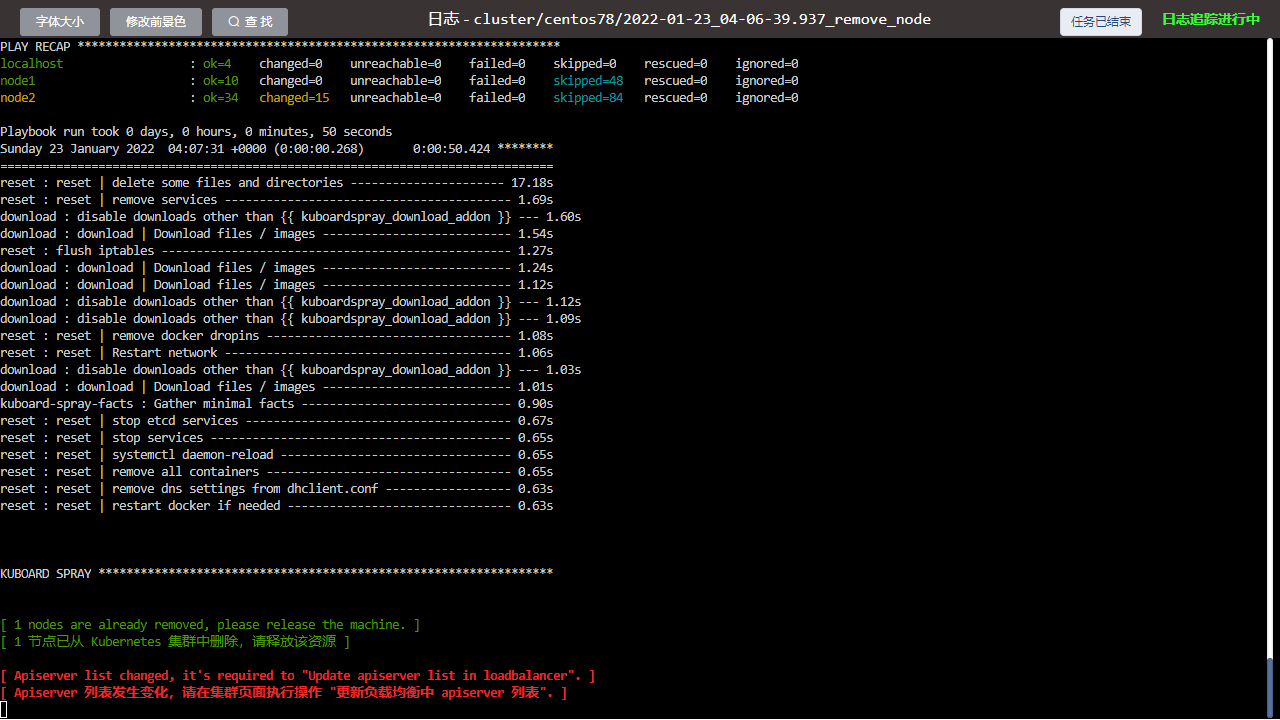 字体大小 修改前景色 查 找 日志 - cluster/centos78/2022-01-23_04-06-39.937_remove_node 任务已结束 日志追踪进行中
PLAY RECAP *********************************************************************
localhost : ok=4 changed=0 unreachable=0 failed=0 skipped=0 rescued=0 ignored=0
node1 : ok=10 changed=0 unreachable=0 failed=0 skipped=48 rescued=0 ignored=0
node2 : ok=34 changed=15 unreachable=0 failed=0 skipped=84 rescued=0 ignored=0
Playbook run took 0 days, 0 hours, 0 minutes, 50 seconds
Sunday 23 January 2022  04:07:31 +0000 (0:00:00.268)       0:00:50.424 ********
===============================================================================
reset : reset | delete some files and directories ---------------------- 17.18s
reset : reset | remove services ----------------------------------------- 1.69s
download : disable downloads other than {{ kuboardspray_download_addon }} --- 1.60s
download : download | Download files / images --------------------------- 1.54s
reset : flush iptables -------------------------------------------------- 1.27s
download : download | Download files / images --------------------------- 1.24s
download : download | Download files / images --------------------------- 1.12s
download : disable downloads other than {{ kuboardspray_download_addon }} --- 1.12s
download : disable downloads other than {{ kuboardspray_download_addon }} --- 1.09s
reset : reset | remove docker dropins ----------------------------------- 1.08s
reset : reset | Restart network ----------------------------------------- 1.06s
download : disable downloads other than {{ kuboardspray_download_addon }} --- 1.03s
download : download | Download files / images --------------------------- 1.01s
kuboard-spray-facts : Gather minimal facts ------------------------------ 0.90s
reset : reset | stop etcd services -------------------------------------- 0.67s
reset : reset | stop services ------------------------------------------- 0.65s
reset : reset | systemctl daemon-reload --------------------------------- 0.65s
reset : reset | remove all containers ----------------------------------- 0.65s
reset : reset | remove dns settings from dhclient.conf ------------------ 0.63s
reset : reset | restart docker if needed -------------------------------- 0.63s
KUBOARD SPRAY *****************************************************************
[ 1 nodes are already removed, please release the machine. ]
[ 1 节点已从 Kubernetes 集群中删除, 请释放该资源 ]
[ Apiserver list changed, it's required to "Update apiserver list in loadbalancer". ]
[ Apiserver 列表发生变化, 请在集群页面执行操作 "更新负载均衡中 apiserver 列表". ]